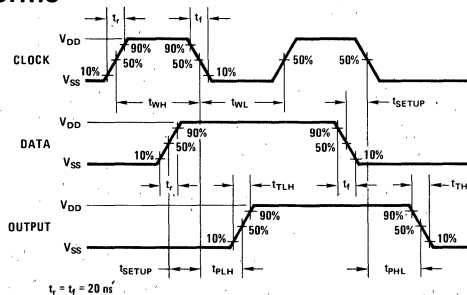 tr
tf
VDD
90%
90%
CLOCK
50%
50%
50%
50%
VSS
10%
10%
tWH
tWL
tSETUP
VDD
90%
90%
DATA
50%
50%
VSS
10%
10%
tr
tTLH
tf
VDD
90%
90%
OUTPUT
50%
50%
VSS
10%
10%
tSETUP
tPLH
tPHL
tr = tf = 20 ns